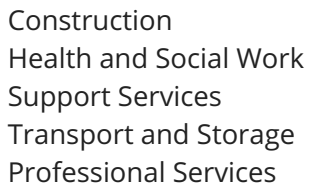 Construction
Health and Social Work
Support Services
Transport and Storage
Professional Services